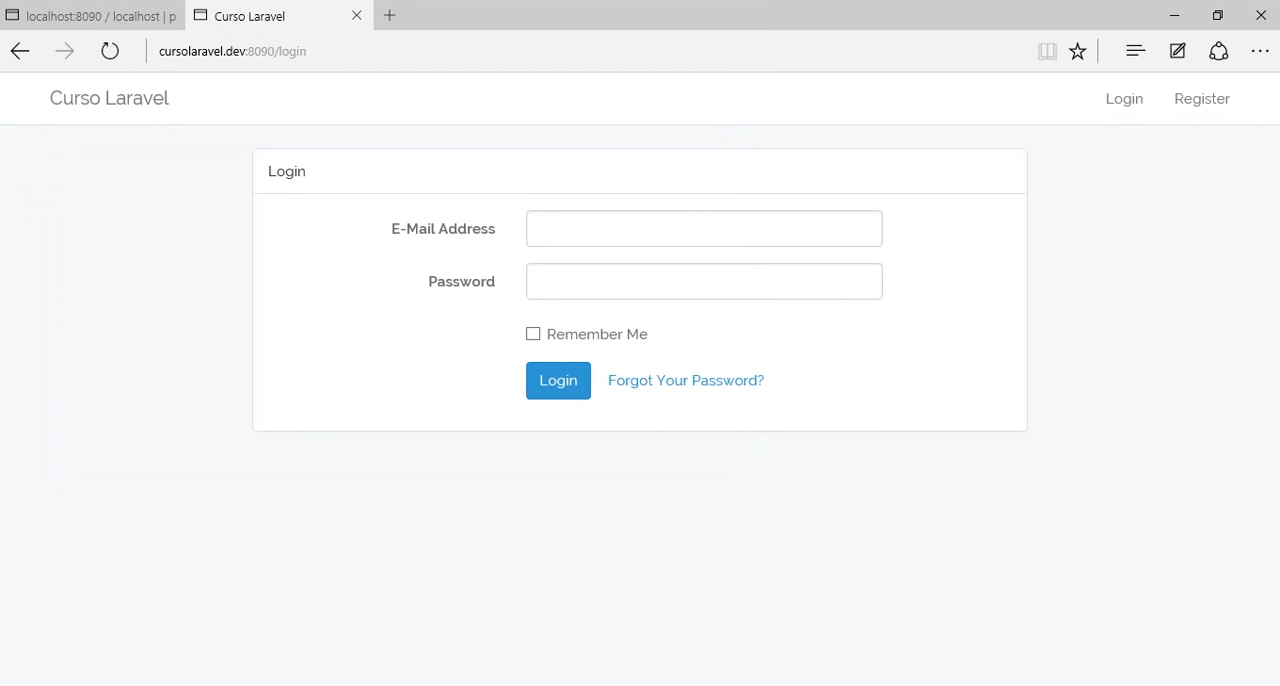 localhost:8090 / localhost | p
Curso Laravel
cursolaravel.dev:8090/login
Curso Laravel
Login
Register
Login
E-Mail Address
Password
Remember Me
Login
Forgot Your Password?